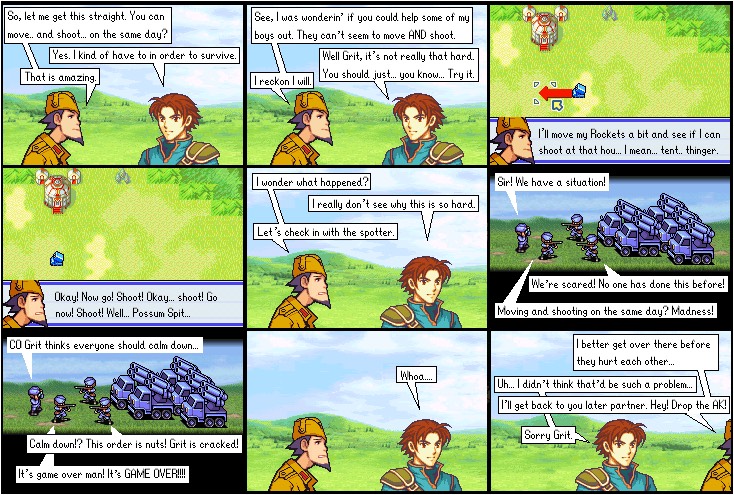 So, let me get this straight. You can
move.. and shoot... on the same day?
Yes. I kind of have to in order to survive.
That is amazing.
See, I was wonderin' if you could help some of my
boys out. They can't seem to move AND shoot.
Well Grit, it's not really that hard.
You should just... you know... Try it.
I reckon I will.
I'll move my Rockets a bit and see if I can
shoot at that hou... I mean... tent.. thinger.
Okay! Now go! Shoot! Okay... shoot! Go
now! Shoot! Well... Possum Spit...
I wonder what happened?
I really don't see why this is so hard.
Let's check in with the spotter.
Sir! We have a situation!
We're scared! No one has done this before!
Moving and shooting on the same day? Madness!
CO Grit thinks everyone should calm down...
Calm down!? This order is nuts! Grit is cracked!
It's game over man! It's GAME OVER!!!!
Whoa....
I better get over there before
they hurt each other...
Uh... I didn't think that'd be such a problem...
I'll get back to you later partner. Hey! Drop the AK!
Sorry Grit.